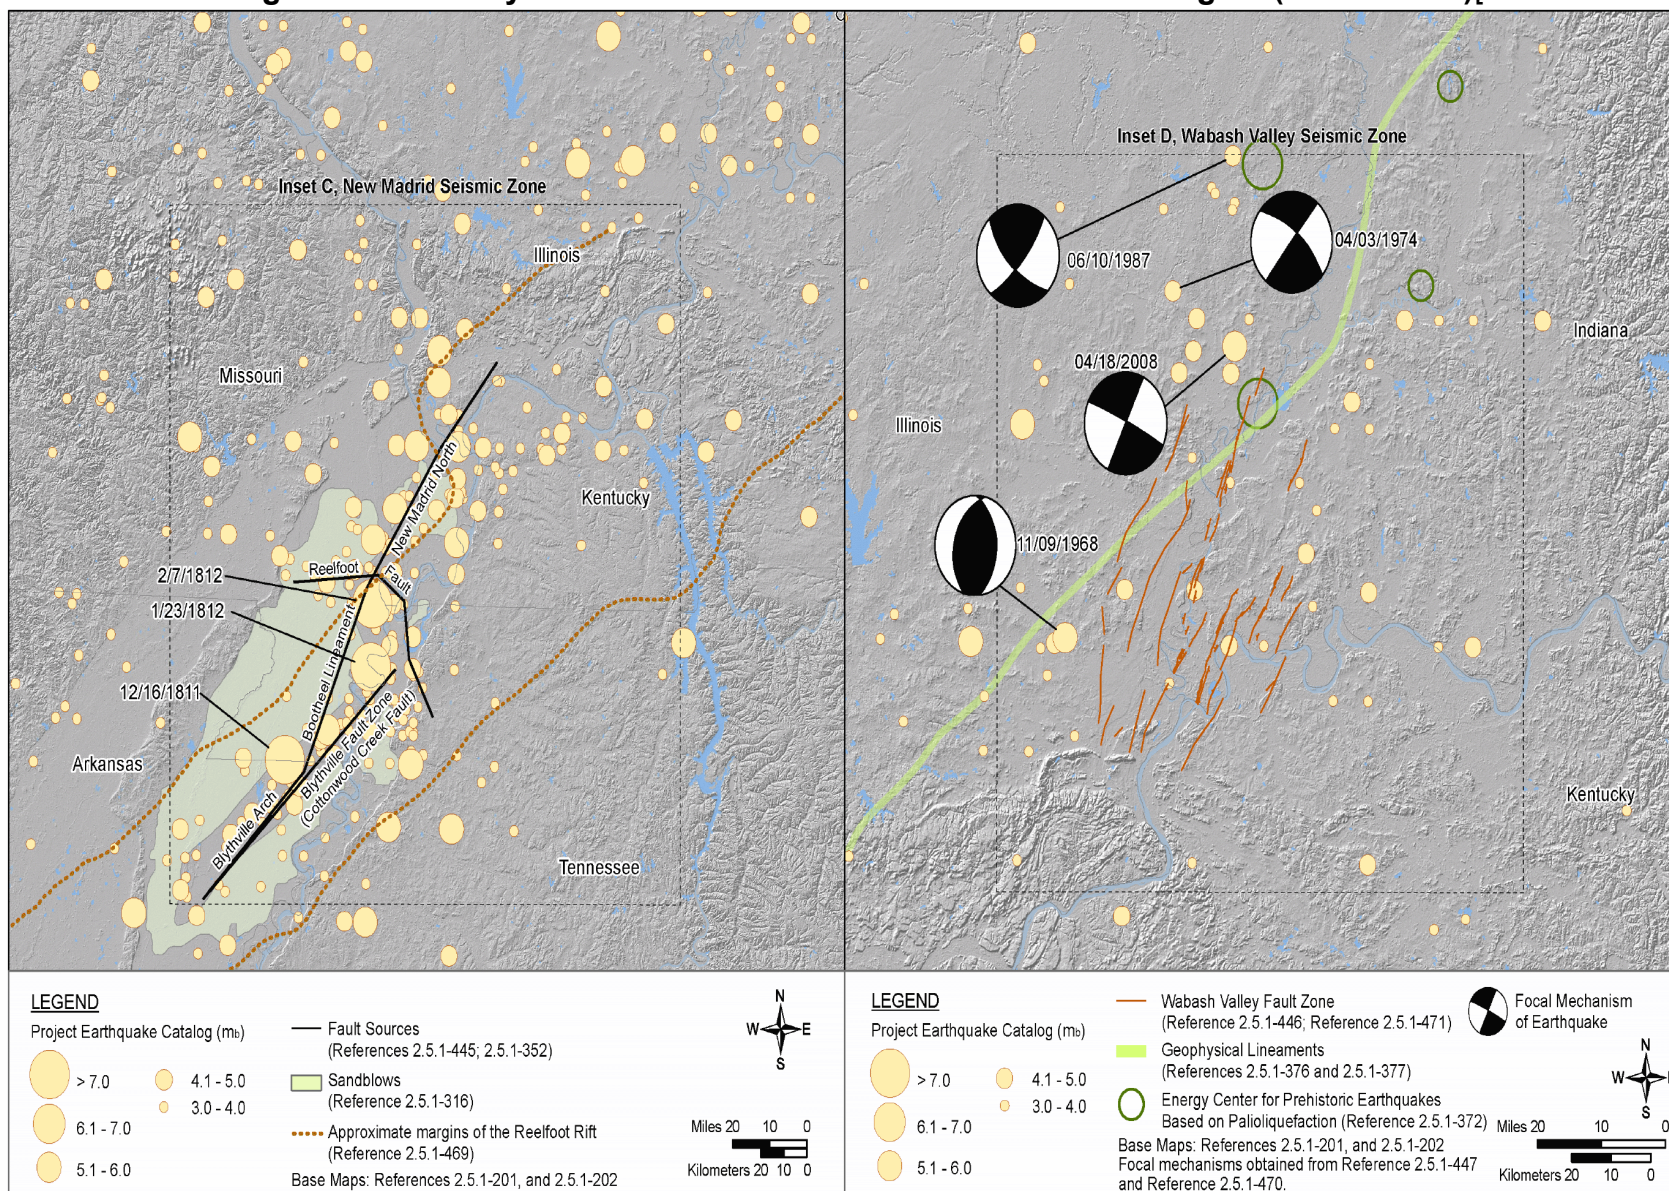 Inset C, New Madrid Seismic Zone
Illinois
Missouri
New Madrid North
Kentucky
Reelfoot
Fault
2/7/1812
1/23/1812
Bootheel Lineament
12/16/1811
Blytheville Fault Zone
(Cottonwood Creek Fault)
Arkansas
Blytheville Arch
Tennessee
LEGEND
Project Earthquake Catalog (mb)
> 7.0
6.1 - 7.0
5.1 - 6.0
4.1 - 5.0
3.0 - 4.0
Fault Sources
(References 2.5.1-445; 2.5.1-352)
Sandblows
(Reference 2.5.1-316)
Approximate margins of the Reelfoot Rift
(Reference 2.5.1-469)
Base Maps: References 2.5.1-201, and 2.5.1-202
N
W E
S
Miles 20 10 0
Kilometers 20 10 0
Inset D, Wabash Valley Seismic Zone
04/03/1974
06/10/1987
Indiana
04/18/2008
Illinois
11/09/1968
Kentucky
LEGEND
Project Earthquake Catalog (mb)
> 7.0
6.1 - 7.0
5.1 - 6.0
4.1 - 5.0
3.0 - 4.0
Wabash Valley Fault Zone
(Reference 2.5.1-446; Reference 2.5.1-471)
Geophysical Lineaments
(References 2.5.1-376 and 2.5.1-377)
Energy Center for Prehistoric Earthquakes
Based on Palioliquefaction (Reference 2.5.1-372)
Base Maps: References 2.5.1-201, and 2.5.1-202
Focal mechanisms obtained from Reference 2.5.1-447
and Reference 2.5.1-470.
Focal Mechanism
of Earthquake
N
W
S
Miles 20 10 0
Kilometers 20 10 0